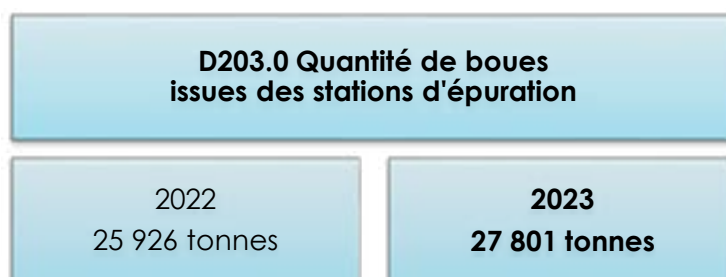 D203.0 Quantité de boues
issues des stations d'épuration
2022
25 926 tonnes
2023
27 801 tonnes